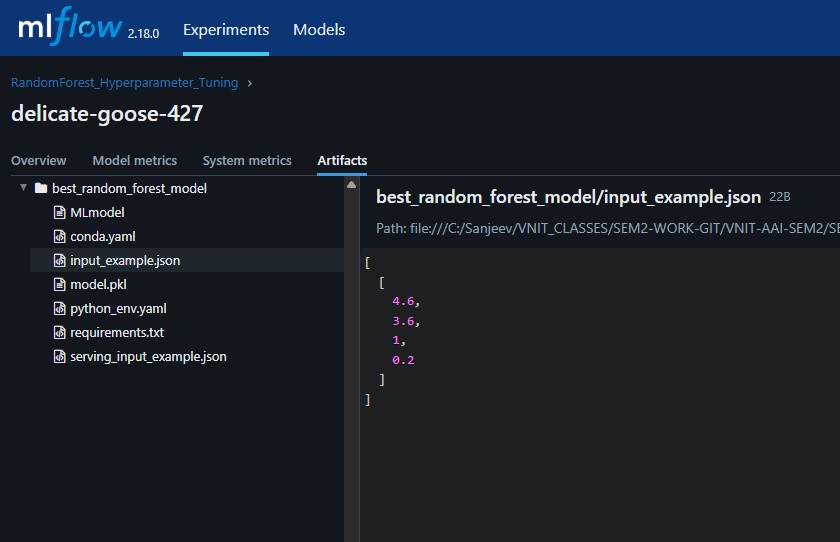 mlflow 2.18.0 Experiments Models
RandomForest_Hyperparameter_Tuning ›
delicate-goose-427
Overview Model metrics System metrics Artifacts
best_random_forest_model
MLmodel
conda.yaml
input_example.json
model.pkl
python_env.yaml
requirements.txt
serving_input_example.json
best_random_forest_model/input_example.json 22B
Path: file:///C:/Sanjeev/VNIT_CLASSES/SEM2-WORK-GIT/VNIT-AAI-SEM2/SE
[
[
4.6,
3.6,
1,
0.2
]
]